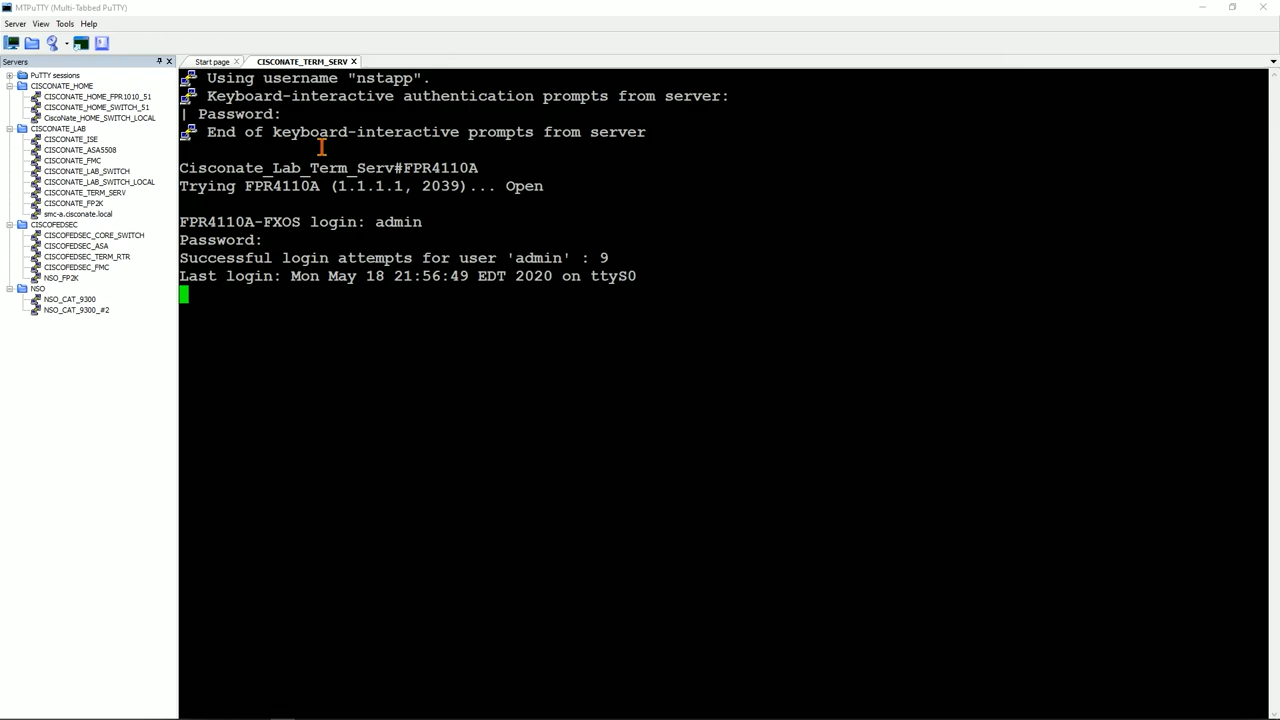 MTPuTTY (Multi-Tabbed PuTTY)
Server View Tools Help
Servers
PuTTY sessions
CISCONATE_HOME
CISCONATE_HOME_FPR1010_51
CISCONATE_HOME_SWITCH_51
CiscoNate_HOME_SWITCH_LOCAL
CISCONATE_LAB
CISCONATE_ISE
CISCONATE_ASA5508
CISCONATE_FMC
CISCONATE_LAB_SWITCH
CISCONATE_LAB_SWITCH_LOCAL
CISCONATE_TERM_SERV
CISCONATE_FP2K
smc-a.cisconate.local
CISCOFEDSEC
CISCOFEDSEC_CORE_SWITCH
CISCOFEDSEC_ASA
CISCOFEDSEC_TERM_RTR
CISCOFEDSEC_FMC
NSO_FP2K
NSO
NSO_CAT_9300
NSO_CAT_9300_#2
Start page CISCONATE_TERM_SERV
Using username "nstapp".
Keyboard-interactive authentication prompts from server:
| Password:
End of keyboard-interactive prompts from server
Cisconate_Lab_Term_Serv#FPR4110A
Trying FPR4110A (1.1.1.1, 2039)... Open
FPR4110A-FXOS login: admin
Password:
Successful login attempts for user 'admin' : 9
Last login: Mon May 18 21:56:49 EDT 2020 on ttyS0